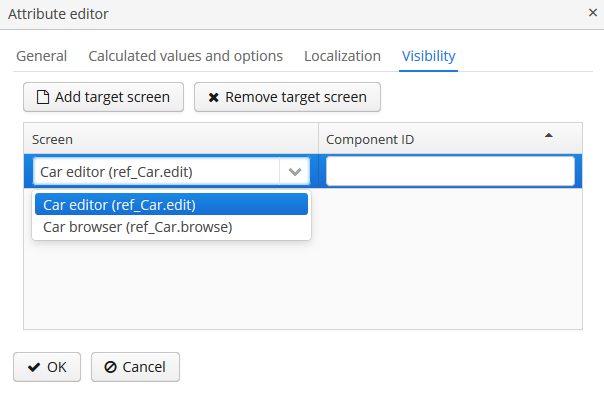 Attribute editor ×
General Calculated values and options Localization Visibility
Add target screen Remove target screen
Screen Component ID
Car editor (ref_Car.edit)
Car editor (ref_Car.edit)
Car browser (ref_Car.browse)
OK Cancel